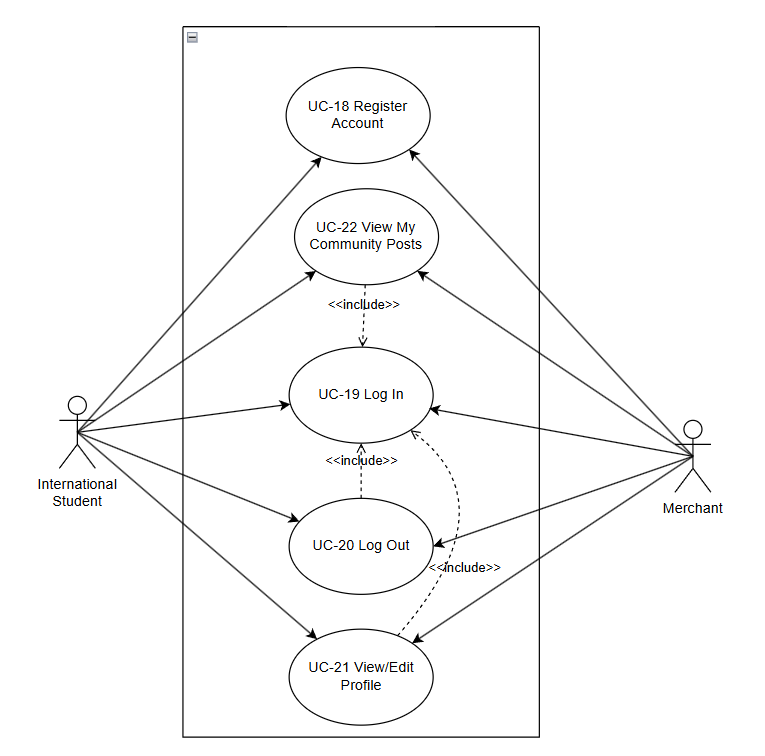 UC-18 Register
Account
UC-22 View My
Community Posts
<<include>>
UC-19 Log In
<<include>>
International
Student
Merchant
UC-20 Log Out
<<include>>
UC-21 View/Edit
Profile